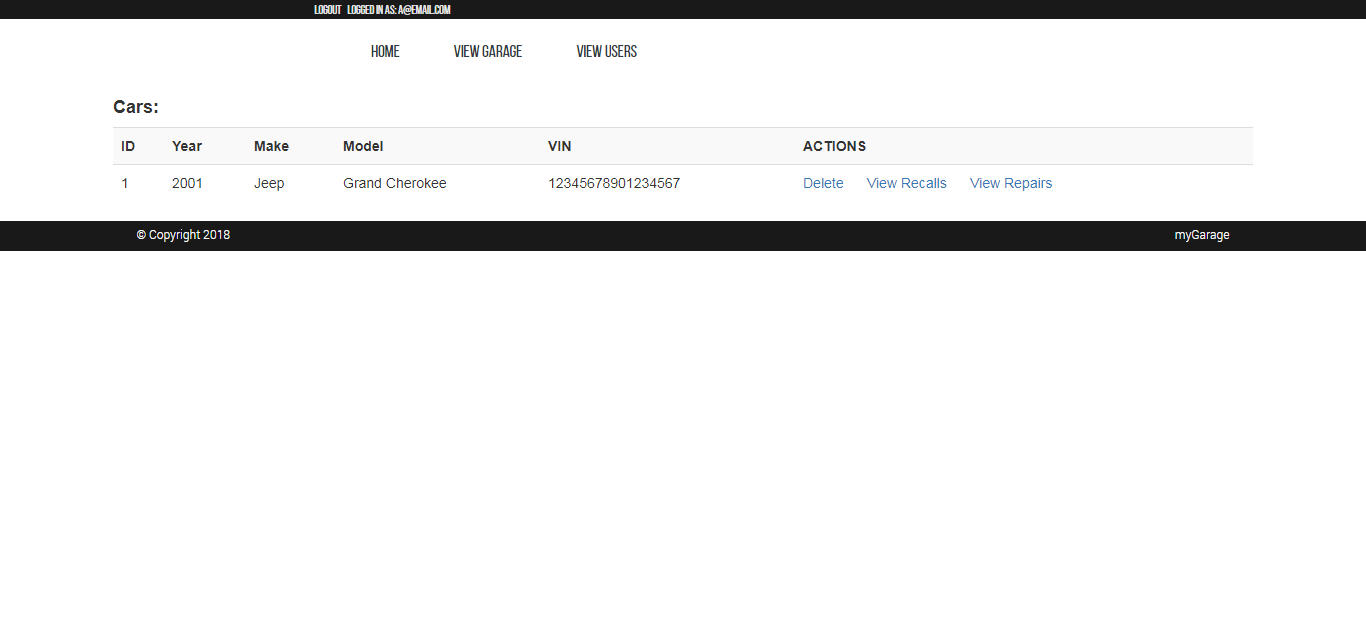 LOGOUT LOGGED IN AS: A@EMAIL.COM
HOME VIEW GARAGE VIEW USERS
Cars:
ID Year Make Model VIN ACTIONS
1 2001 Jeep Grand Cherokee 12345678901234567 Delete View Recalls View Repairs
© Copyright 2018 myGarage